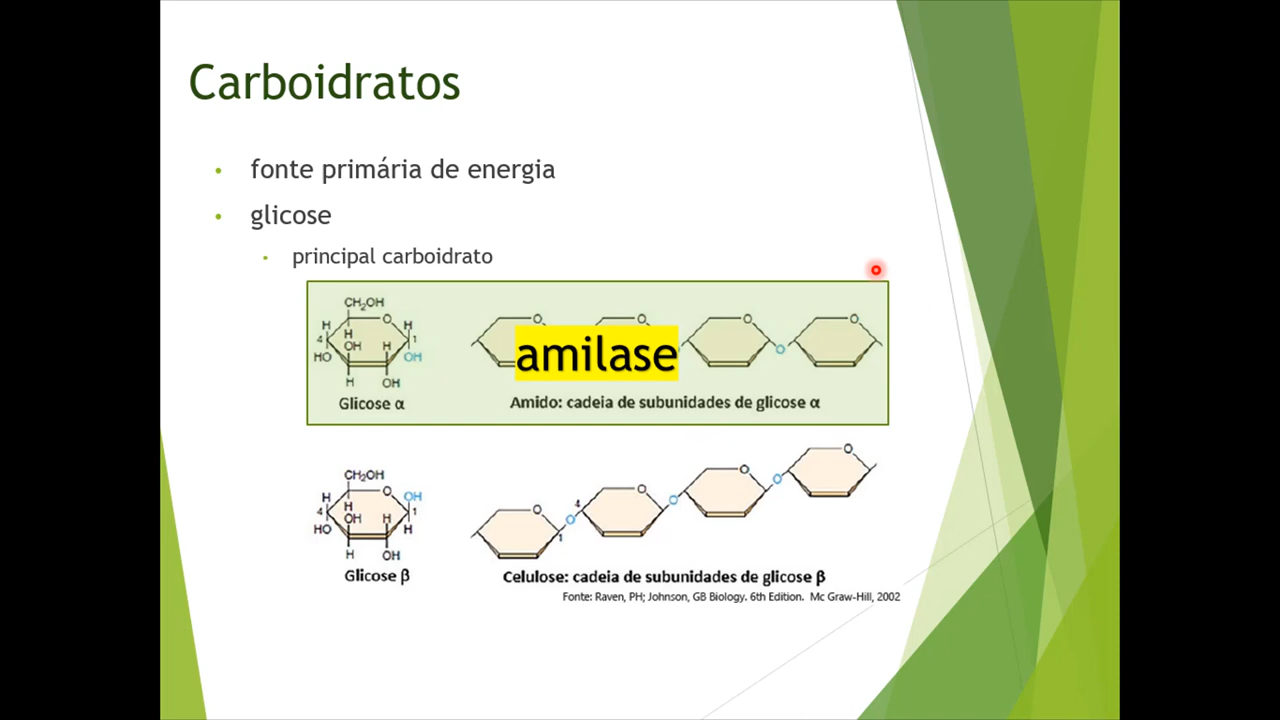 Carboidratos
• fonte primária de energia
• glicose
• principal carboidrato
CH₂OH
O
H
H
H
4
1
OH
H
HO
OH
H
OH
O
O
O
O
O
amilase
Glicose α
Amido: cadeia de subunidades de glicose α
CH₂OH
O
H
OH
H
4
1
OH
H
HO
H
H
OH
O
O
4
O
O
O
O
O
1
Glicose β
Celulose: cadeia de subunidades de glicose β
Fonte: Raven, PH; Johnson, GB Biology. 6th Edition. Mc Graw-Hill, 2002